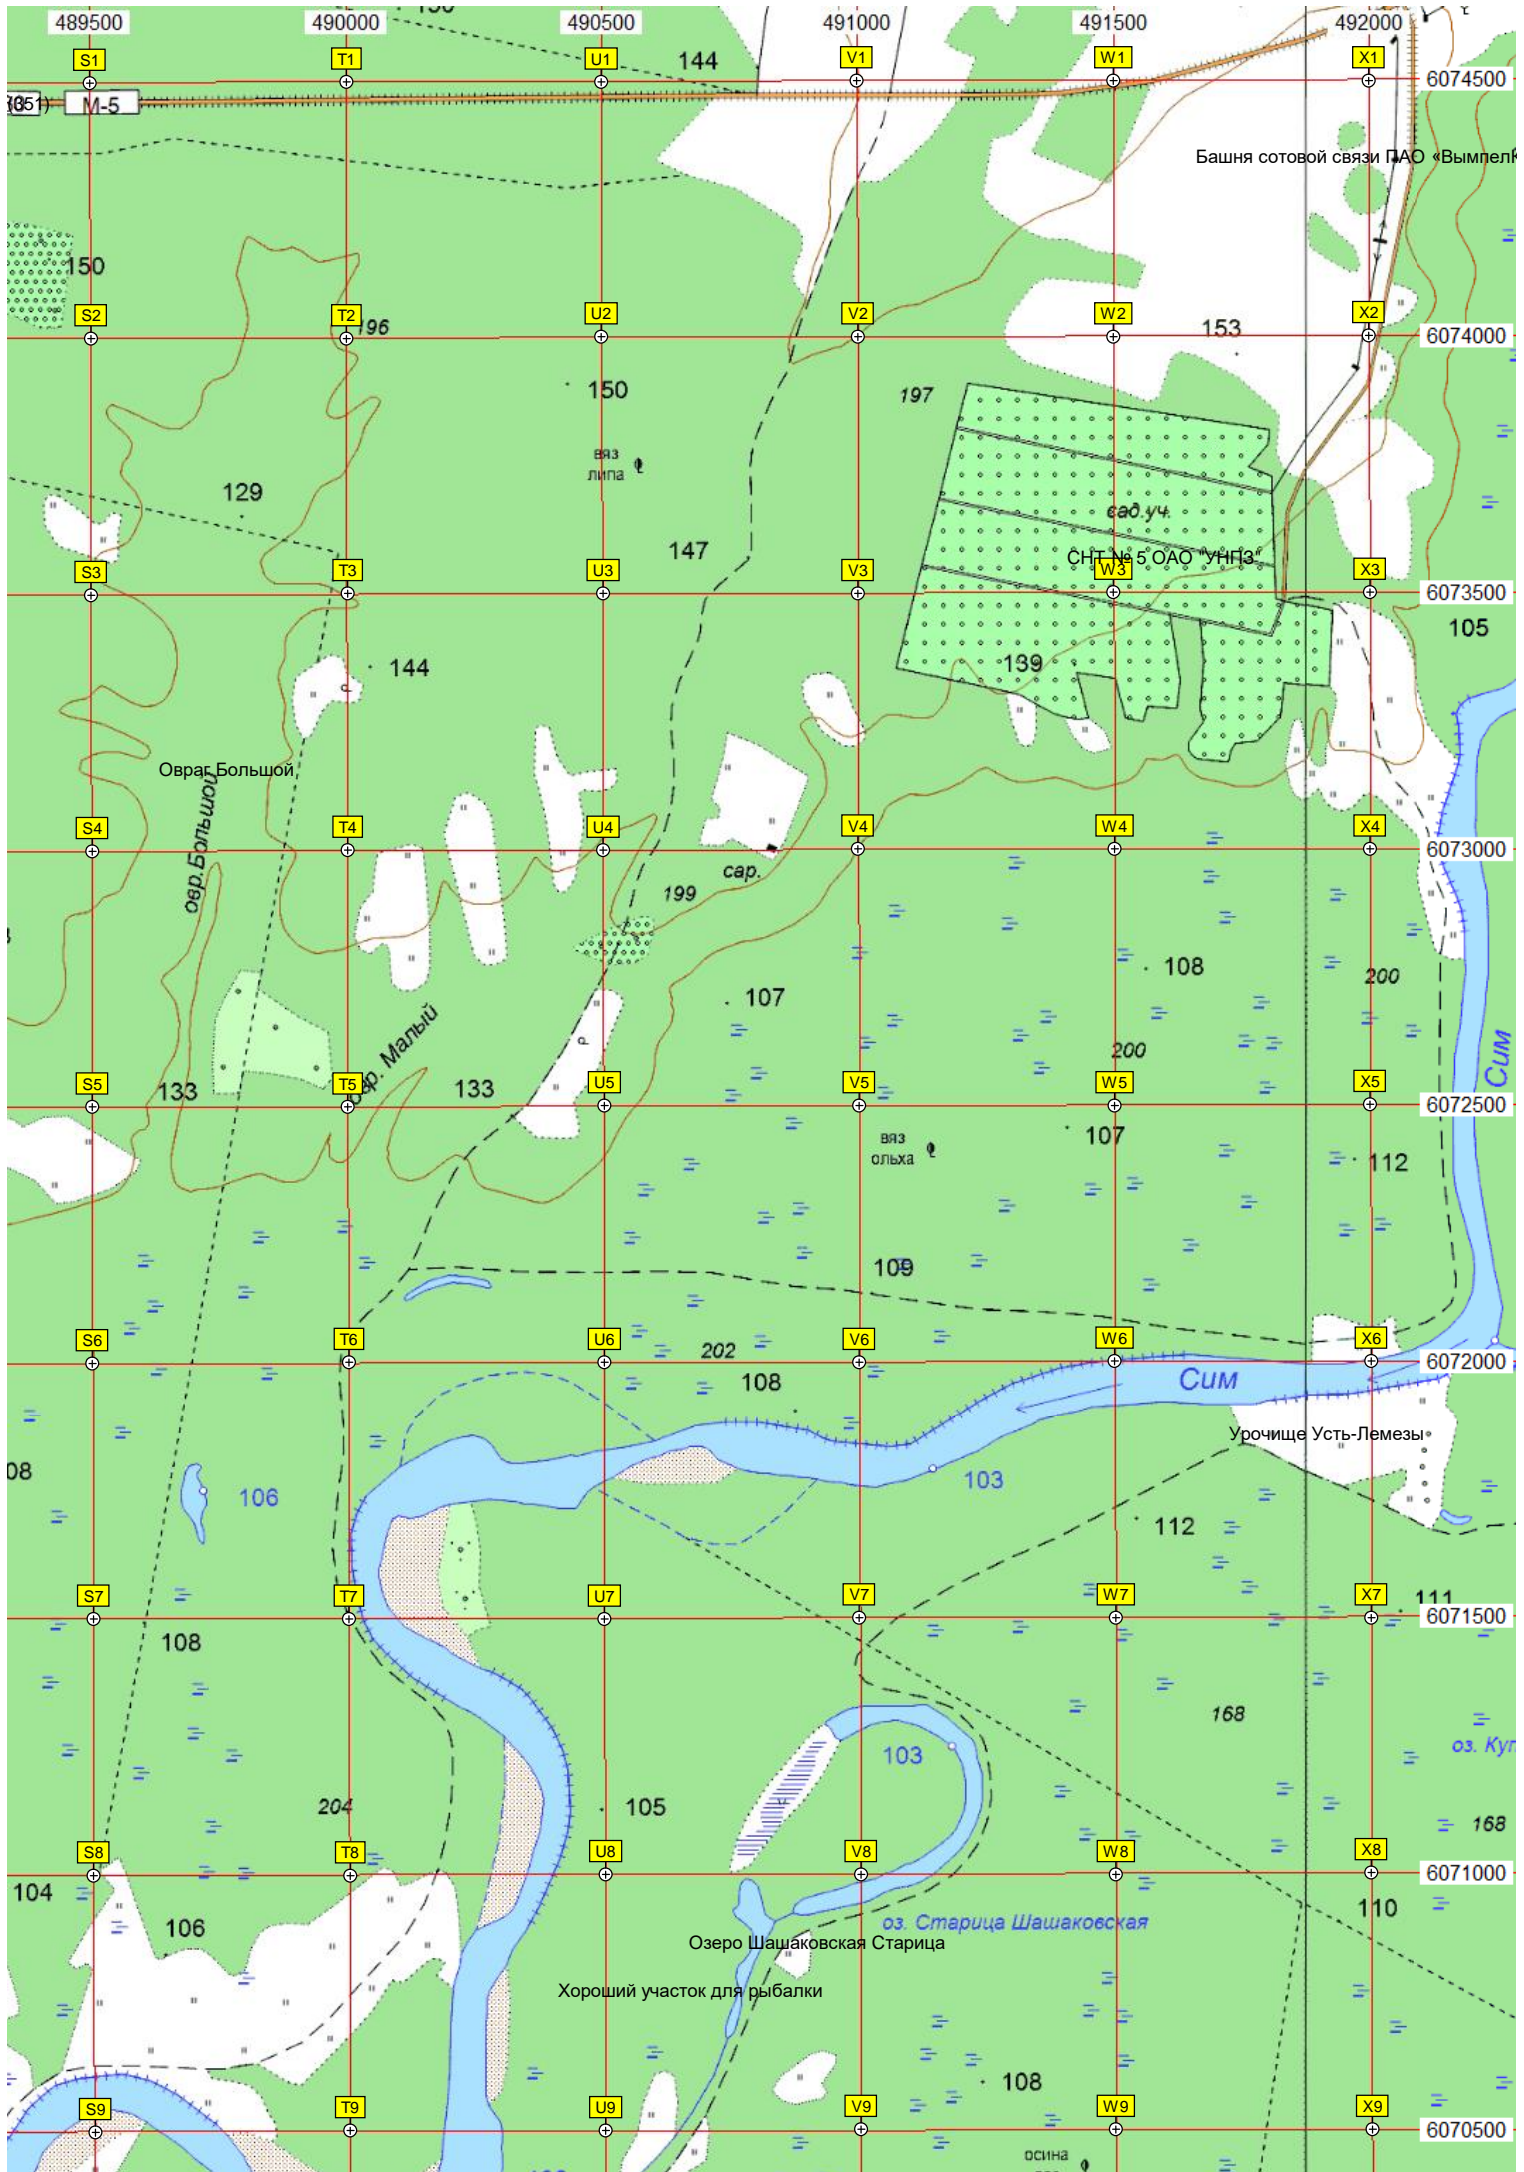 489500 490000 490500 491000 491500 492000
S1 T1 U1 144 V1 W1 X1 6074500
M-5
Башня сотовой связи ПАО «Вымпел
150
S2 T2 196 U2 V2 W2 153 X2 6074000
150 197
вяз
липа
129
сад.уч.
147
СНТ № 5 ОАО "УНПЗ"
S3 T3 U3 V3 W3 X3 6073500
105
144 139
Овраг Большой
овр.Большой
S4 T4 U4 V4 W4 X4 6073000
сар.
199
108
200
107
овр. Малый
200
Сим
S5 133 T5 133 U5 V5 W5 X5 6072500
107
вяз
ольха
112
109
S6 T6 U6 202 V6 W6 X6 6072000
108
Сим
Урочище Усть-Лемезы
08
106
103
112
S7 T7 U7 V7 W7 X7 111 6071500
108
168
103
оз. Куп
204
105
168
S8 T8 U8 V8 W8 X8 6071000
104
106
110
оз. Старица Шашаковская
Озеро Шашаковская Старица
Хороший участок для рыбалки
108
S9 T9 U9 V9 W9 X9 6070500
осина